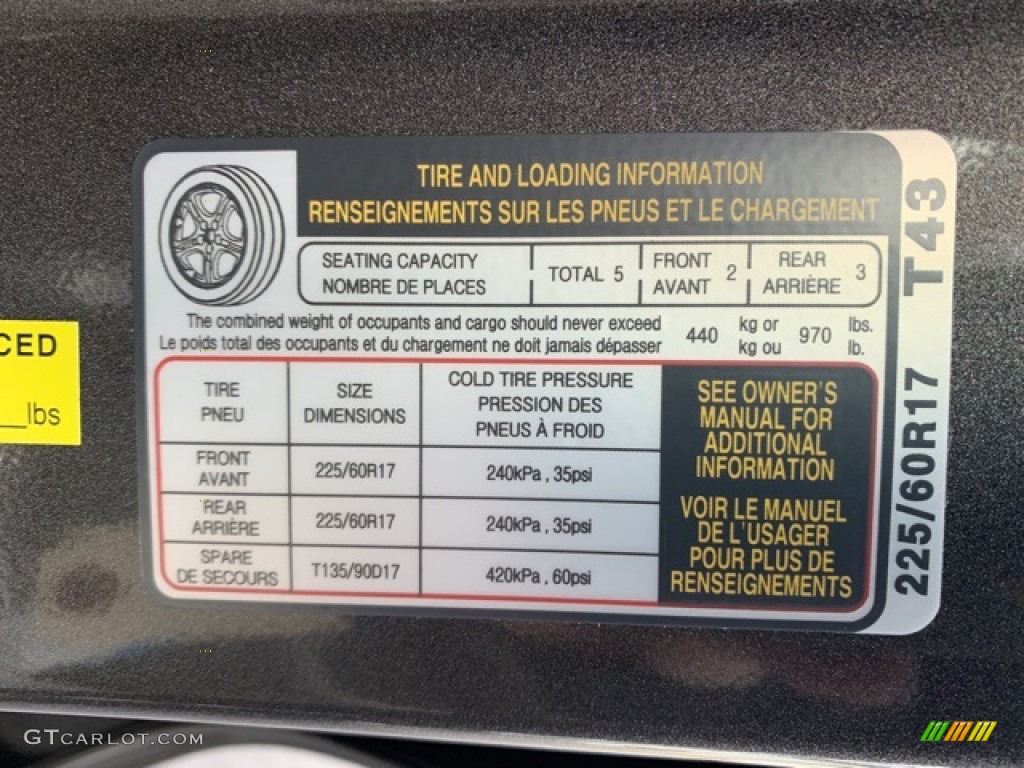 TIRE AND LOADING INFORMATION
RENSEIGNEMENTS SUR LES PNEUS ET LE CHARGEMENT
SEATING CAPACITY
NOMBRE DE PLACES
TOTAL 5
FRONT
AVANT 2
REAR
ARRIÈRE 3
The combined weight of occupants and cargo should never exceed 440 kg or 970 lbs.
Le poids total des occupants et du chargement ne doit jamais dépasser kg ou lb.
TIRE
PNEU
SIZE
DIMENSIONS
COLD TIRE PRESSURE
PRESSION DES
PNEUS À FROID
FRONT
AVANT
225/60R17
240kPa , 35psi
REAR
ARRIÈRE
225/60R17
240kPa , 35psi
SPARE
DE SECOURS
T135/90D17
420kPa , 60psi
SEE OWNER'S
MANUAL FOR
ADDITIONAL
INFORMATION
VOIR LE MANUEL
DE L'USAGER
POUR PLUS DE
RENSEIGNEMENTS
225/60R17 T43
CED
__lbs
GTCARLOT.COM